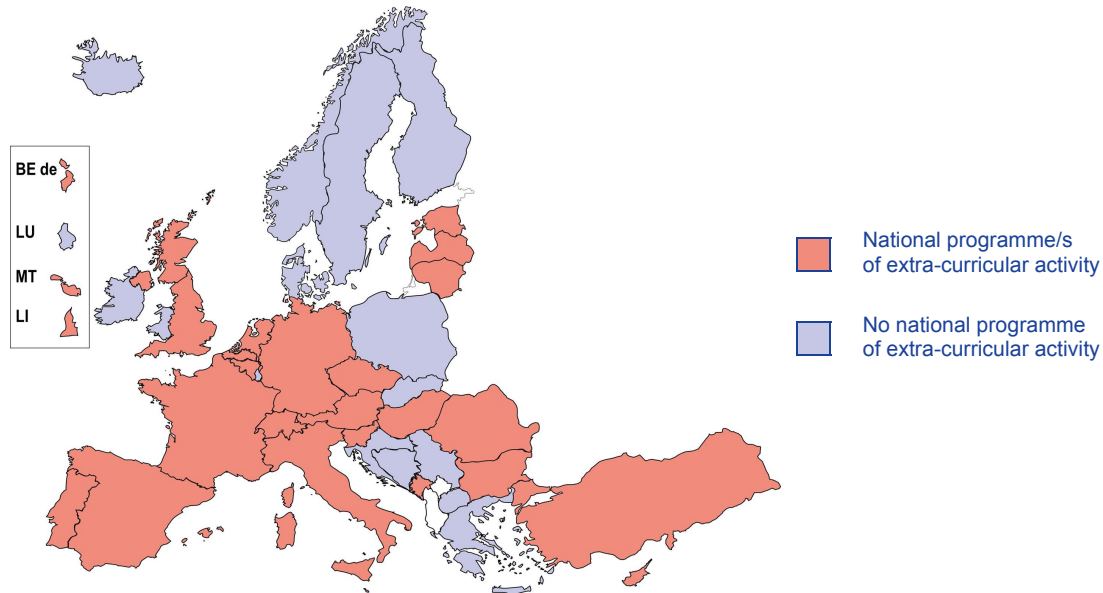 BE de
LU
MT
LI
National programme/s
of extra-curricular activity
No national programme
of extra-curricular activity